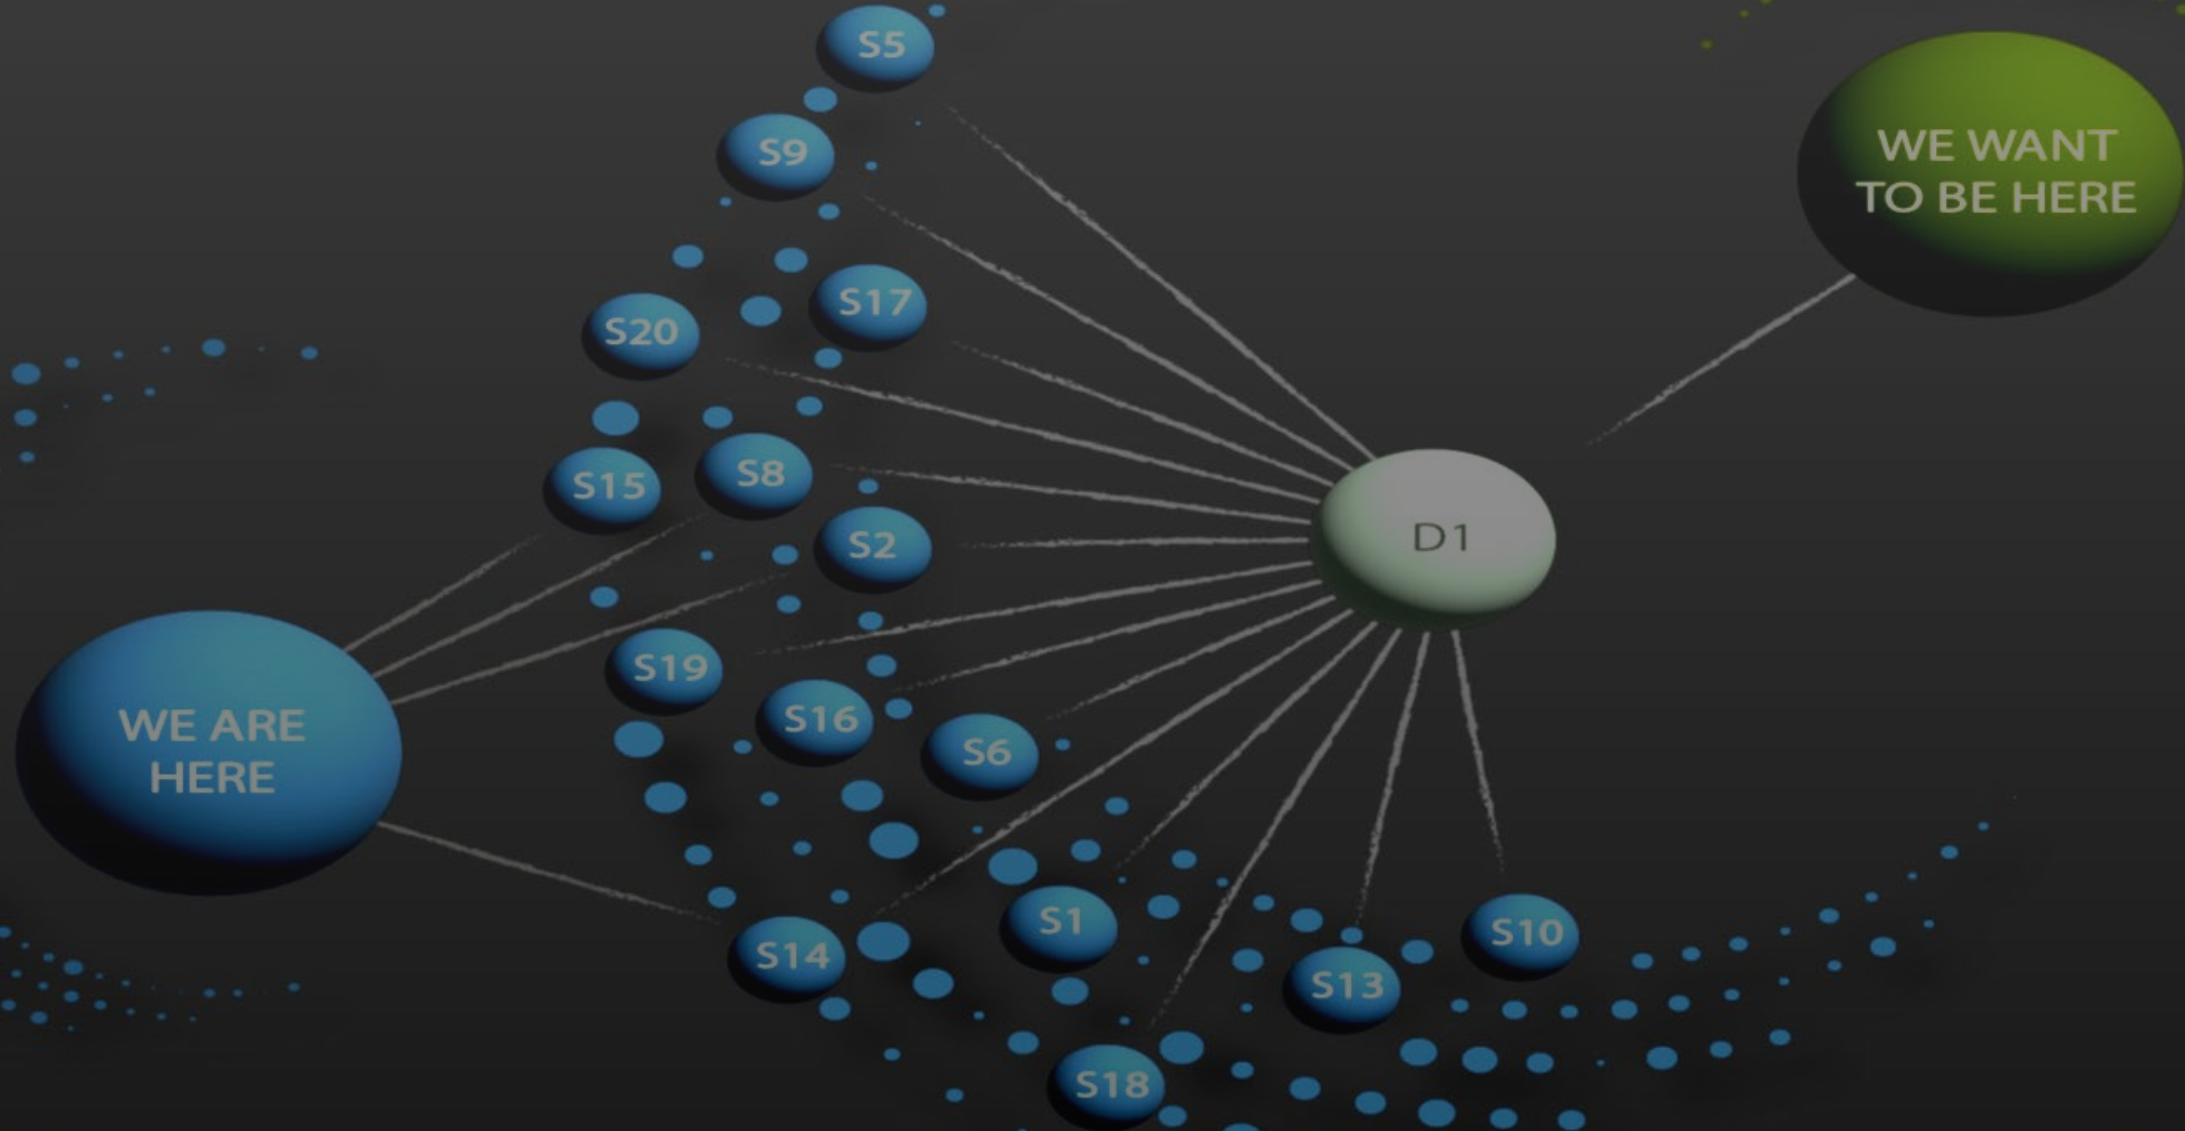 S5
S9
WE WANT
TO BE HERE
S17
S20
S8
S15
D1
S2
S19
S16
WE ARE
HERE
S6
S1
S10
S14
S13
S18